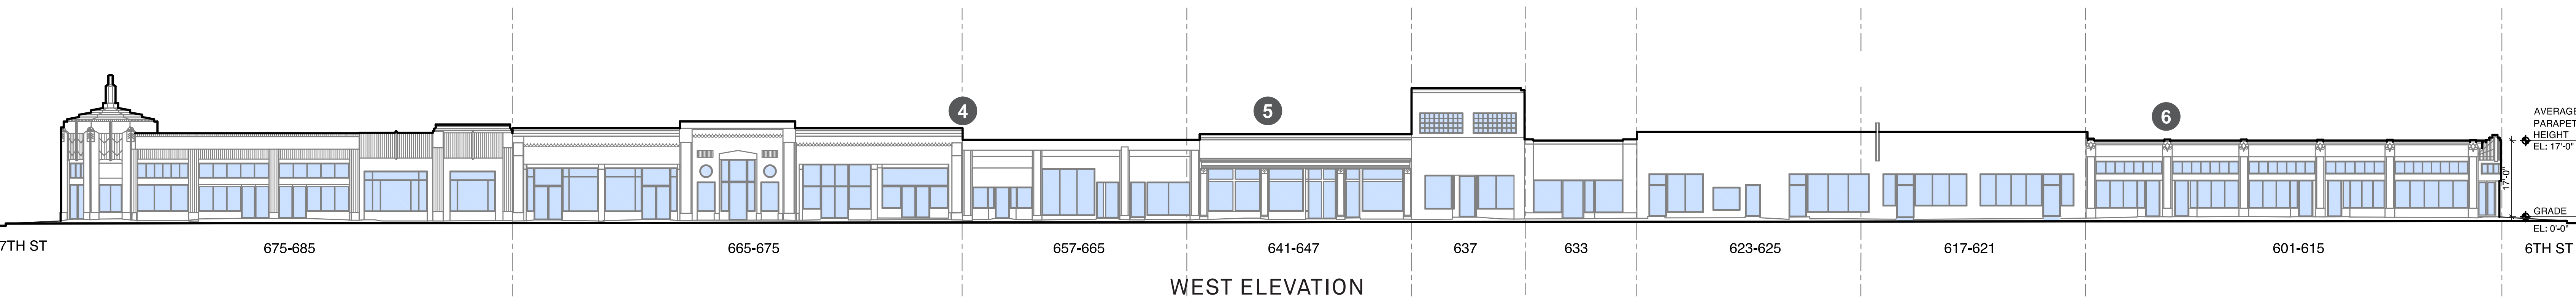 4
5
6
AVERAGE
PARAPET
HEIGHT
EL: 17'-0"
17'-0"
GRADE
EL: 0'-0"
7TH ST
675-685
665-675
657-665
641-647
637
633
623-625
617-621
601-615
6TH ST
WEST ELEVATION